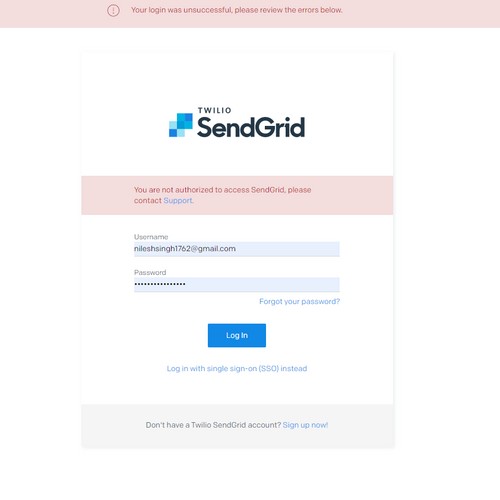 Your login was unsuccessful, please review the errors below.
TWILIO
SendGrid
You are not authorized to access SendGrid, please
contact Support.
Username
nileshsingh1762@gmail.com
Password
••••••••••••••••
Forgot your password?
Log In
Log in with single sign-on (SSO) instead
Don't have a Twilio SendGrid account? Sign up now!